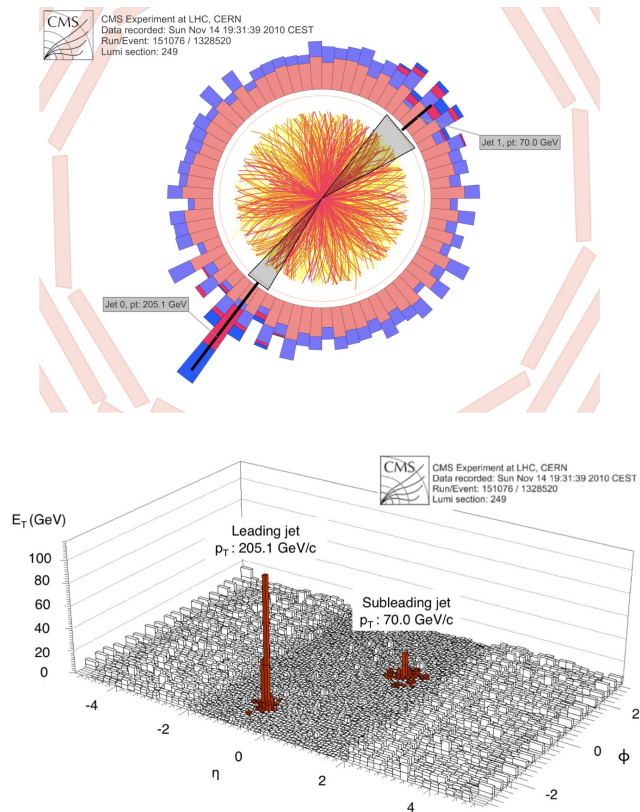 CMS
CMS Experiment at LHC, CERN
Data recorded: Sun Nov 14 19:31:39 2010 CEST
Run/Event: 151076 / 1328520
Lumi section: 249
Jet 1, pt: 70.0 GeV
Jet 0, pt: 205.1 GeV
CMS
CMS Experiment at LHC, CERN
Data recorded: Sun Nov 14 19:31:39 2010 CEST
Run/Event: 151076 / 1328520
Lumi section: 249
E_T (GeV)
Leading jet
p_T : 205.1 GeV/c
Subleading jet
p_T : 70.0 GeV/c
100
80
60
40
20
0
-4
-2
0
2
4
η
-2
0
2
ϕ